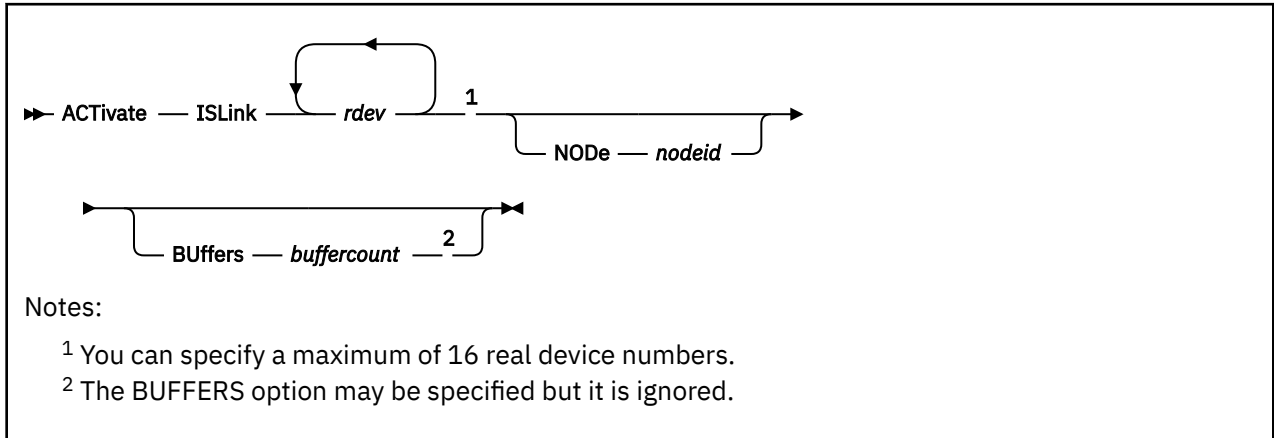 ACTivate ISLink rdev 1
NODe nodeid
BUffers buffercount 2
Notes:
1 You can specify a maximum of 16 real device numbers.
2 The BUFFERS option may be specified but it is ignored.